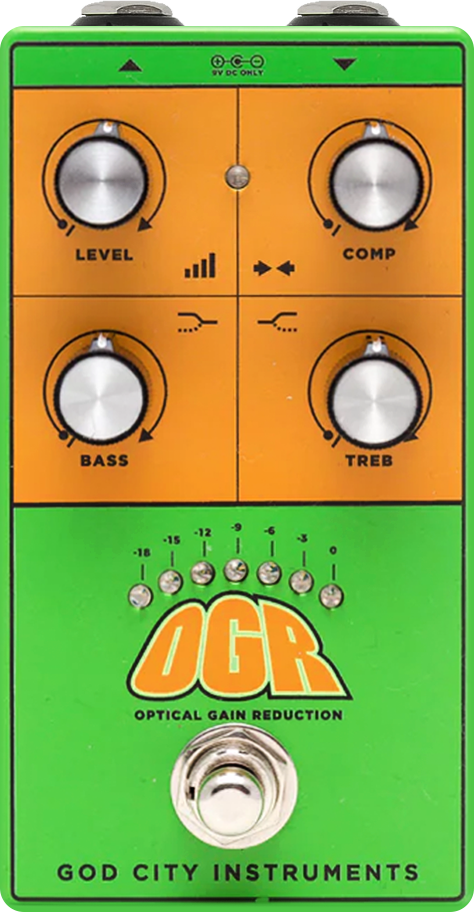 9V DC ONLY
LEVEL
COMP
BASS
TREB
-18 -15 -12 -9 -6 -3 0
OGR
OPTICAL GAIN REDUCTION
GOD CITY INSTRUMENTS